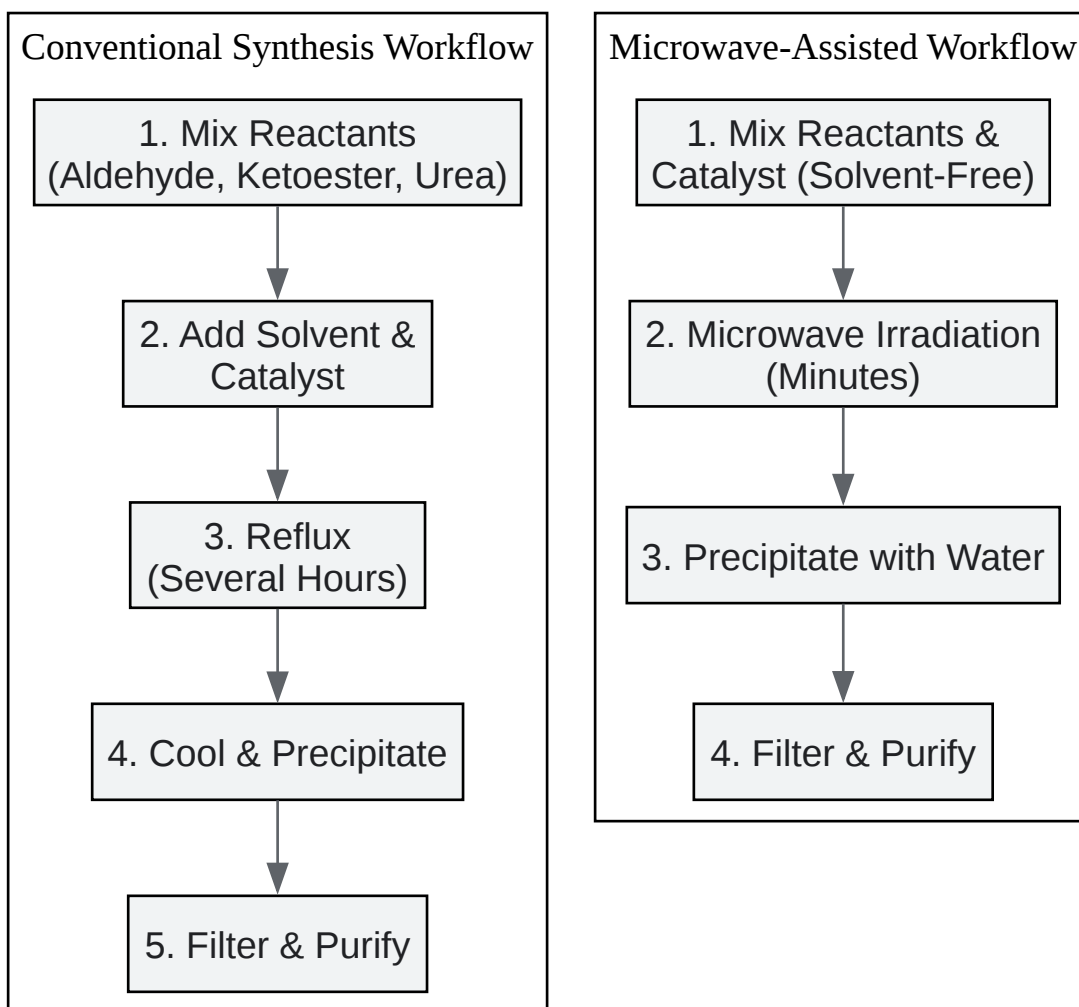 Conventional Synthesis Workflow
1. Mix Reactants
(Aldehyde, Ketoester, Urea)
2. Add Solvent &
Catalyst
3. Reflux
(Several Hours)
4. Cool & Precipitate
5. Filter & Purify
Microwave-Assisted Workflow
1. Mix Reactants &
Catalyst (Solvent-Free)
2. Microwave Irradiation
(Minutes)
3. Precipitate with Water
4. Filter & Purify